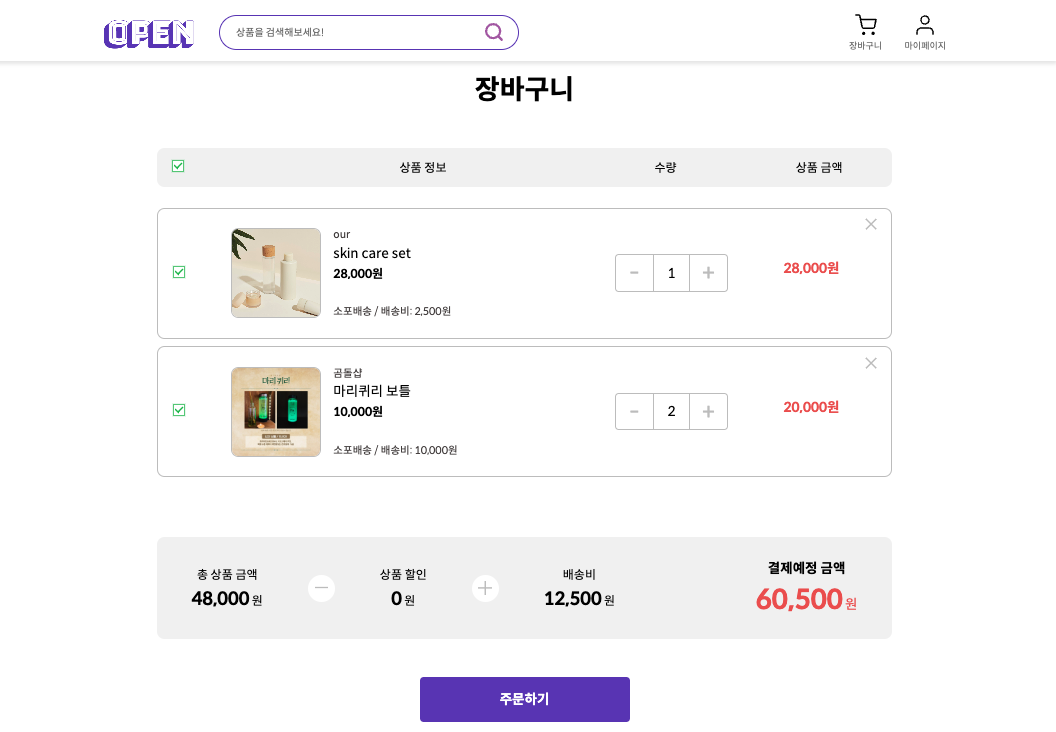 OPEN
상품을 검색해보세요!
장바구니
마이페이지
장바구니
상품 정보
수량
상품 금액
our
skin care set
28,000원
소포배송 / 배송비: 2,500원
1
28,000원
마리퀴리
곰돌샵
마리퀴리 보틀
10,000원
소포배송 / 배송비: 10,000원
2
20,000원
총 상품 금액
48,000 원
상품 할인
0 원
배송비
12,500 원
결제예정 금액
60,500 원
주문하기